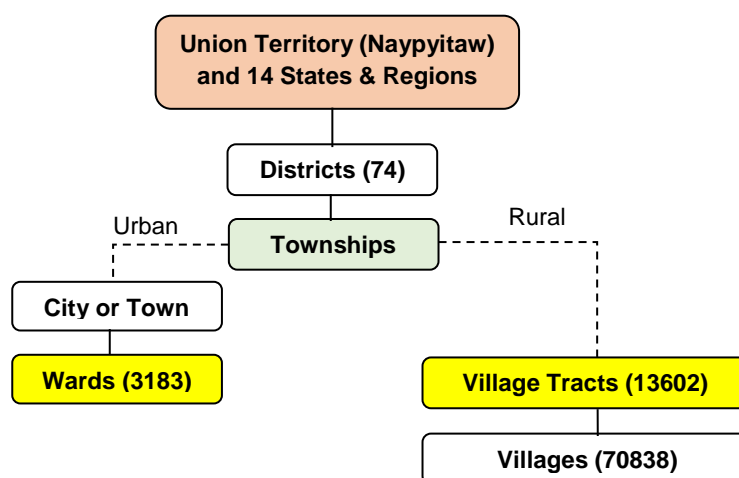 Union Territory (Naypyitaw)
and 14 States & Regions
Districts (74)
Urban
Rural
Townships
City or Town
Wards (3183)
Village Tracts (13602)
Villages (70838)